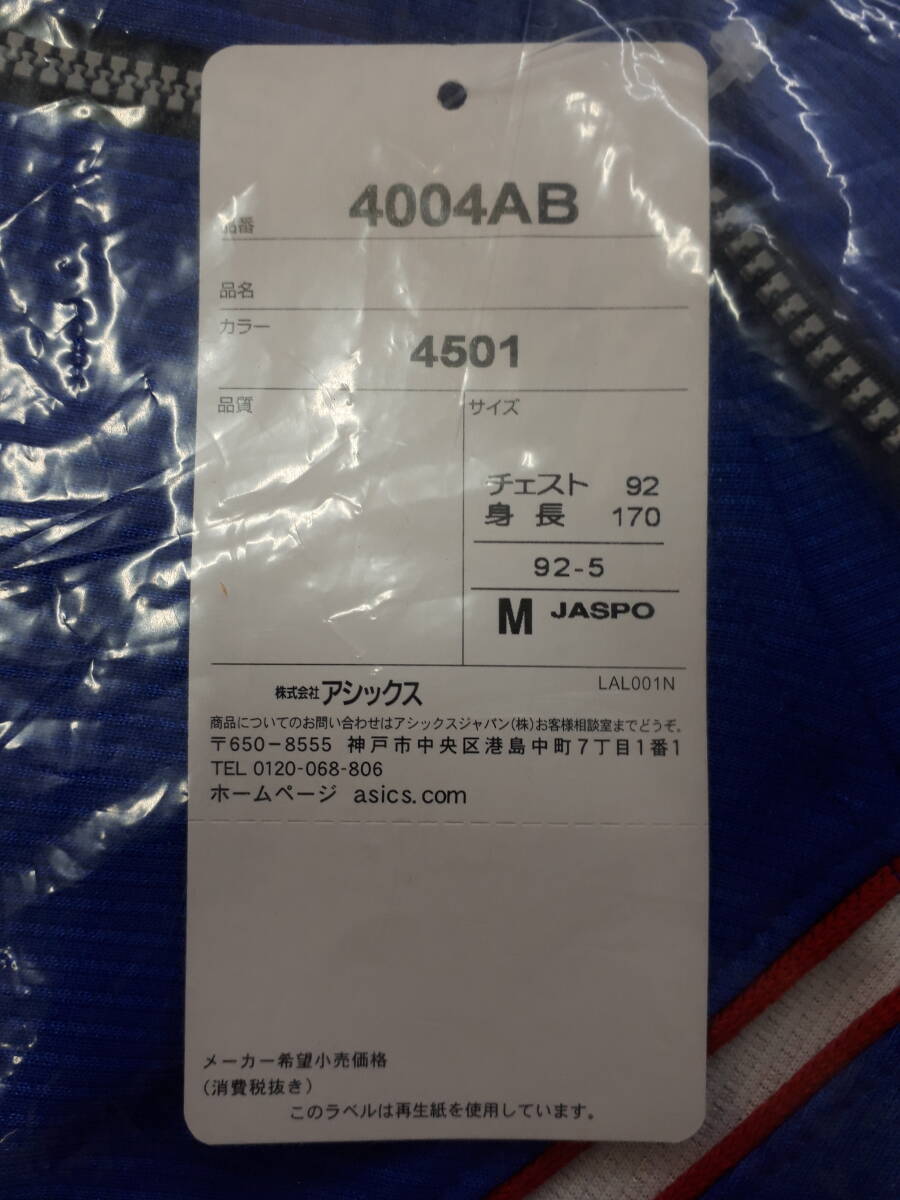 品番 4004AB
品名
カラー
4501
品質
サイズ
チェスト 92
身長 170
92-5
M JASPO
株式会社アシックス
LAL001N
商品についてのお問い合わせはアシックスジャパン(株)お客様相談室までどうぞ。
〒650-8555 神戸市中央区港島中町7丁目1番1
TEL 0120-068-806
ホームページ asics.com
メーカー希望小売価格
(消費税抜き)
このラベルは再生紙を使用しています。